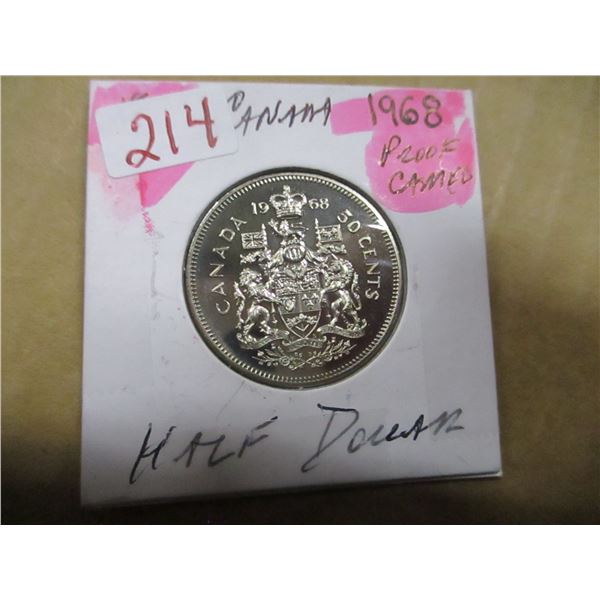 214 CANADA 1968
PROOF
CAMEO
1968
CANADA
50 CENTS
HALF DOLLAR